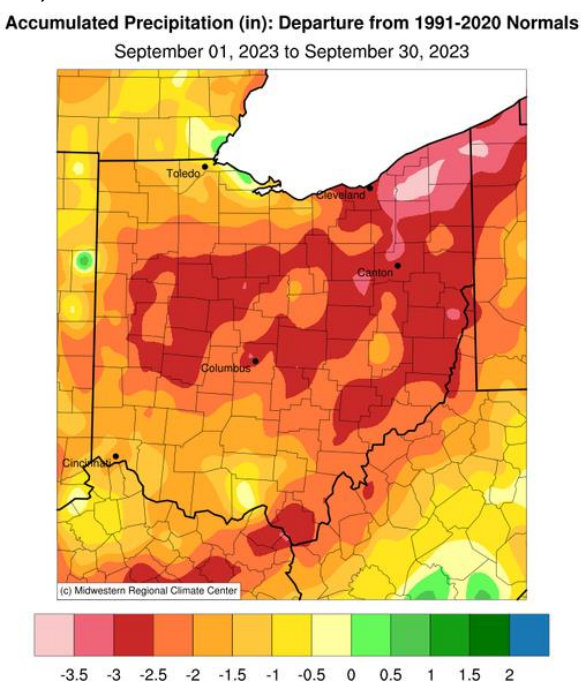 Accumulated Precipitation (in): Departure from 1991-2020 Normals
September 01, 2023 to September 30, 2023
Toledo
Cleveland
Canton
Columbus
Cincinnati
(c) Midwestern Regional Climate Center
-3.5 -3 -2.5 -2 -1.5 -1 -0.5 0 0.5 1 1.5 2